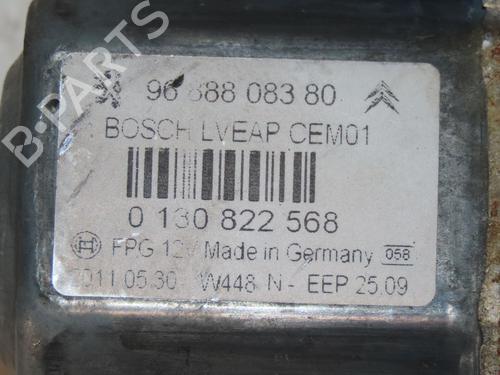 B-PARTS
96 888 083 80
BOSCH LVEAP CEM01
0 130 822 568
FPG 12V Made in Germany 058
2011.05.30 W448 N - EEP 25.09